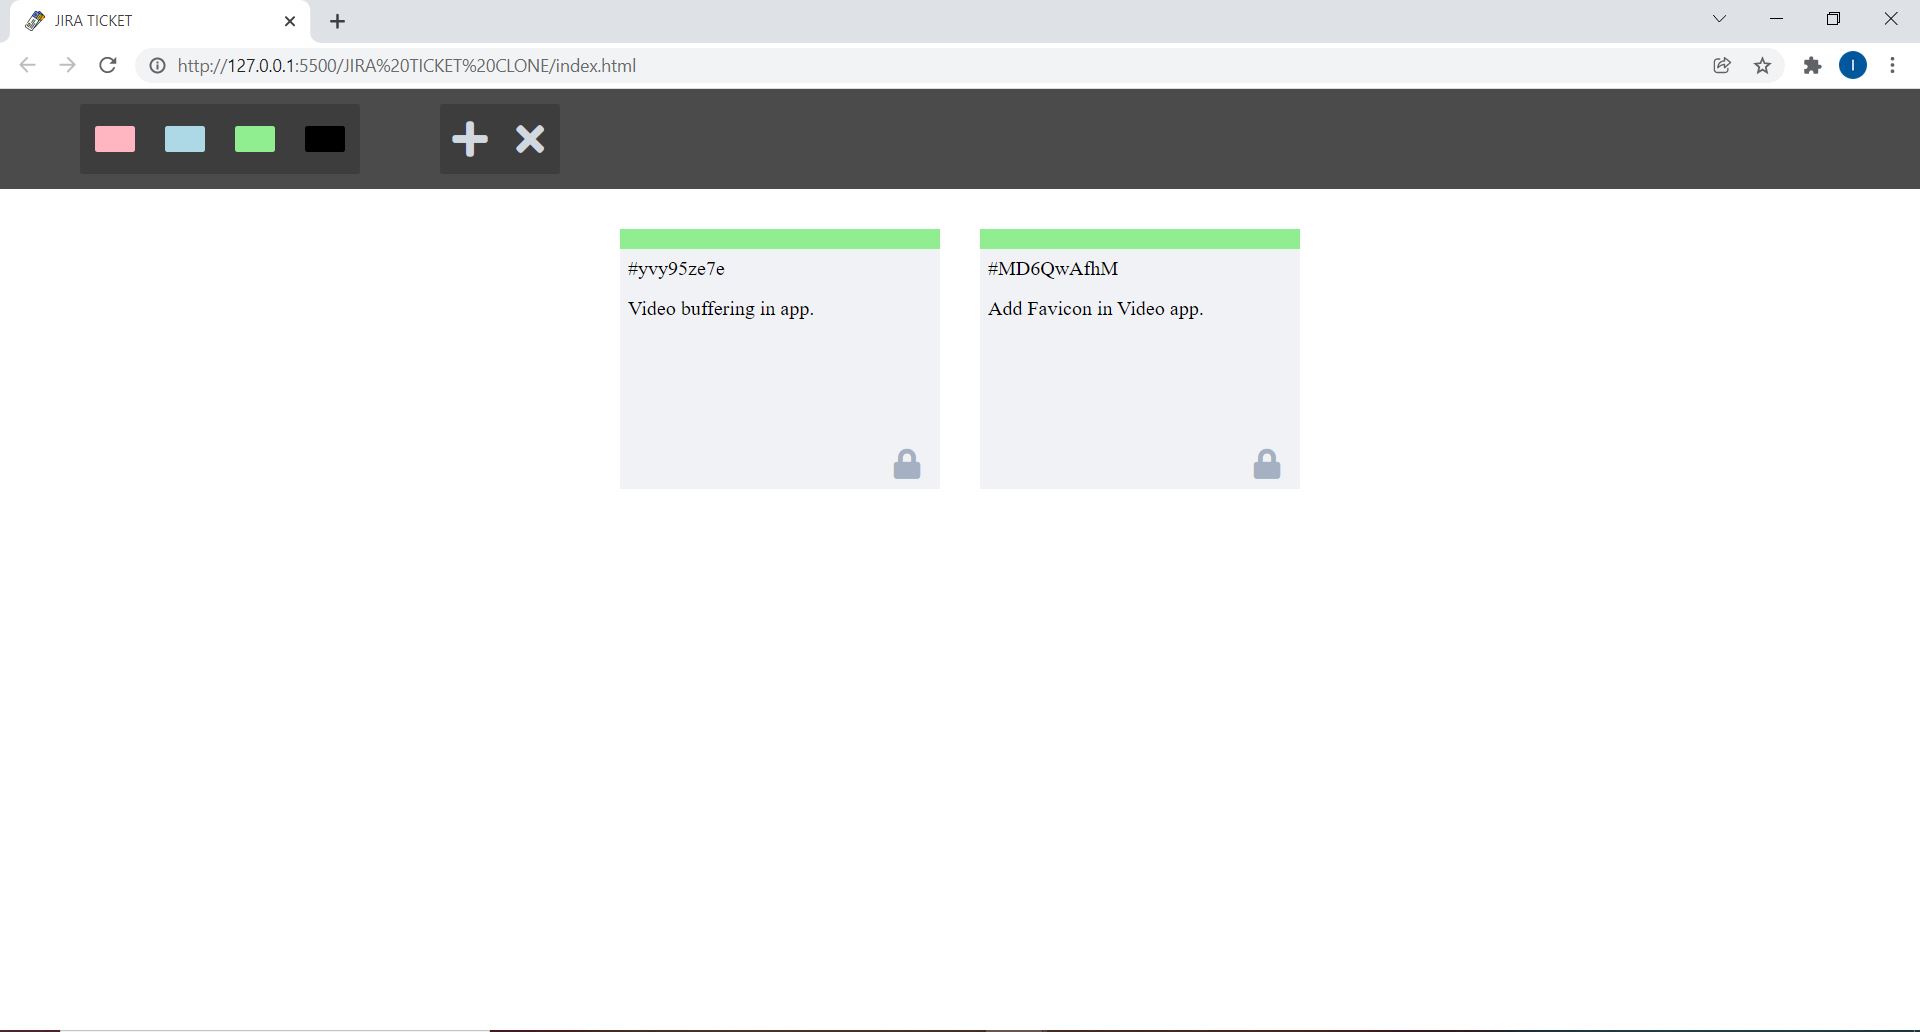 JIRA TICKET
http://127.0.0.1:5500/JIRA%20TICKET%20CLONE/index.html
I
#yvy95ze7e
Video buffering in app.
#MD6QwAfhM
Add Favicon in Video app.